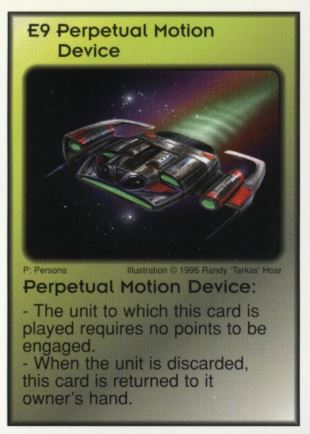 E9 Perpetual Motion
Device
P: Persona Illustration © 1996 Randy 'Tarkas' Hoar
Perpetual Motion Device:
- The unit to which this card is
played requires no points to be
engaged.
- When the unit is discarded,
this card is returned to it
owner's hand.